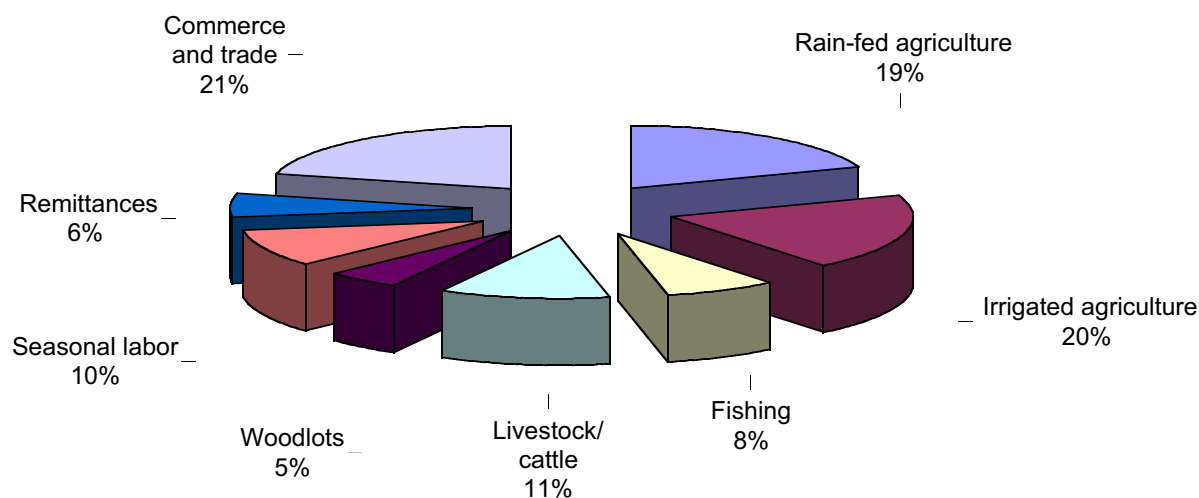 Commerce
and trade
21%
Rain-fed agriculture
19%
Remittances
6%
Irrigated agriculture
20%
Seasonal labor
10%
Fishing
8%
Livestock/
cattle
11%
Woodlots
5%